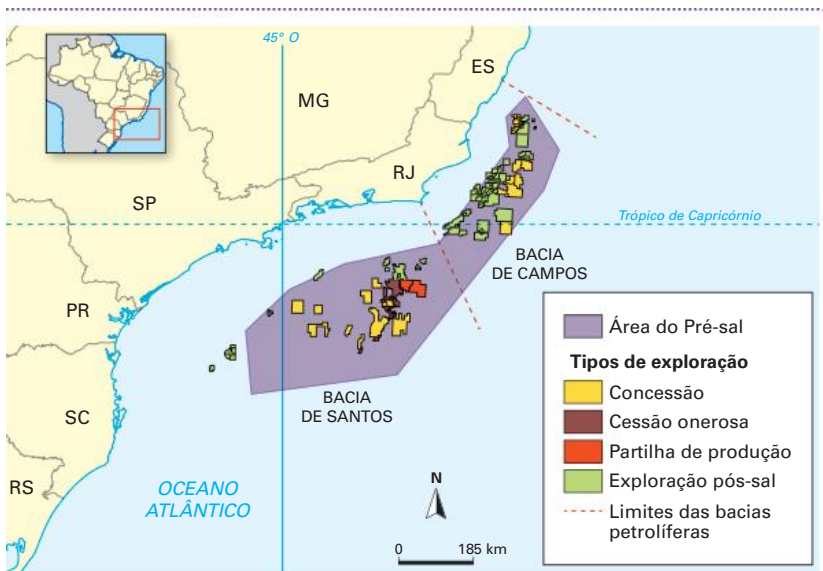 45º O
ES
MG
RJ
SP
Trópico de Capricórnio
BACIA
DE CAMPOS
PR
BACIA
DE SANTOS
SC
RS
OCEANO
ATLÂNTICO
N
0 185 km
Área do Pré-sal
Tipos de exploração
Concessão
Cessão onerosa
Partilha de produção
Exploração pós-sal
Limites das bacias
petrolíferas